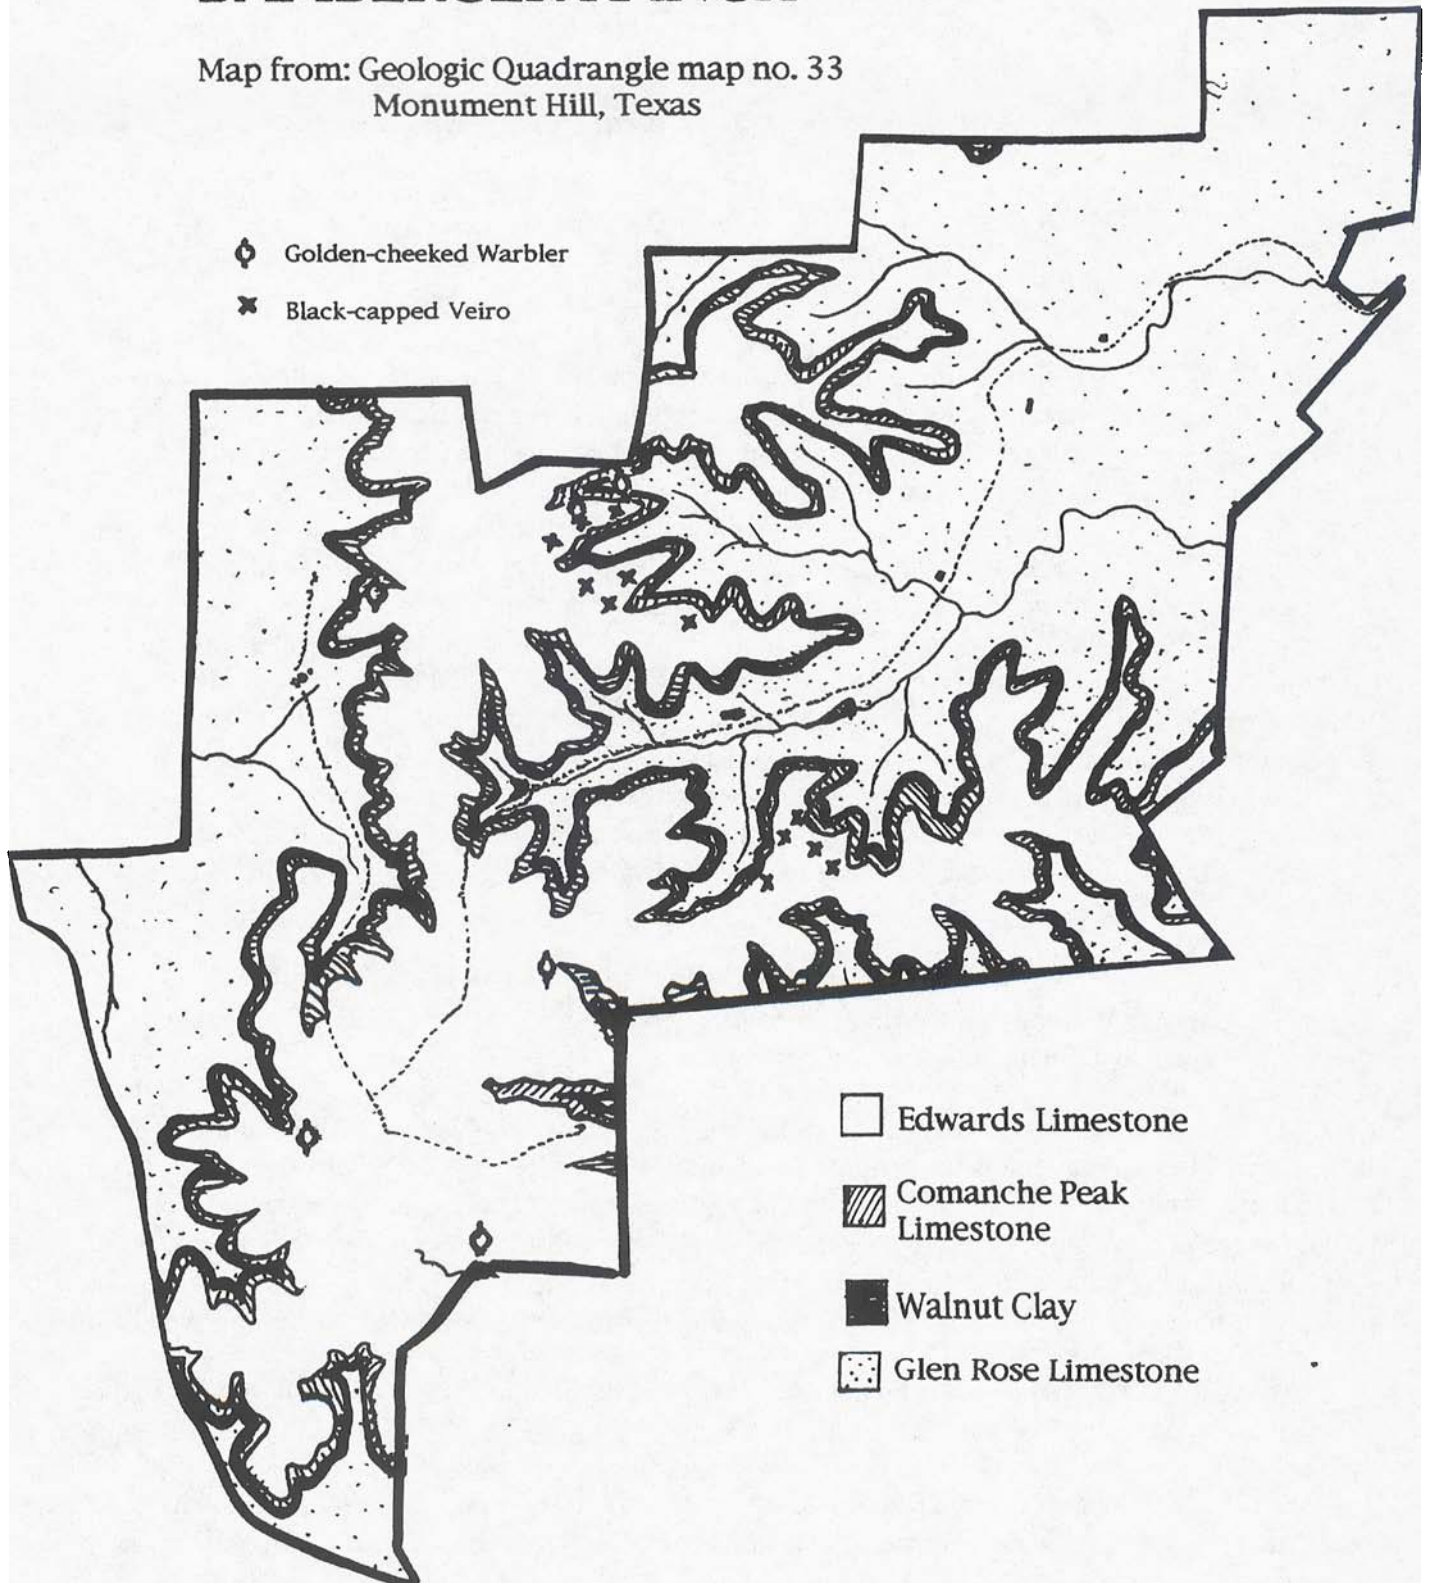 Map from: Geologic Quadrangle map no. 33
Monument Hill, Texas
Golden-cheeked Warbler
Black-capped Veiro
Edwards Limestone
Comanche Peak
Limestone
Walnut Clay
Glen Rose Limestone